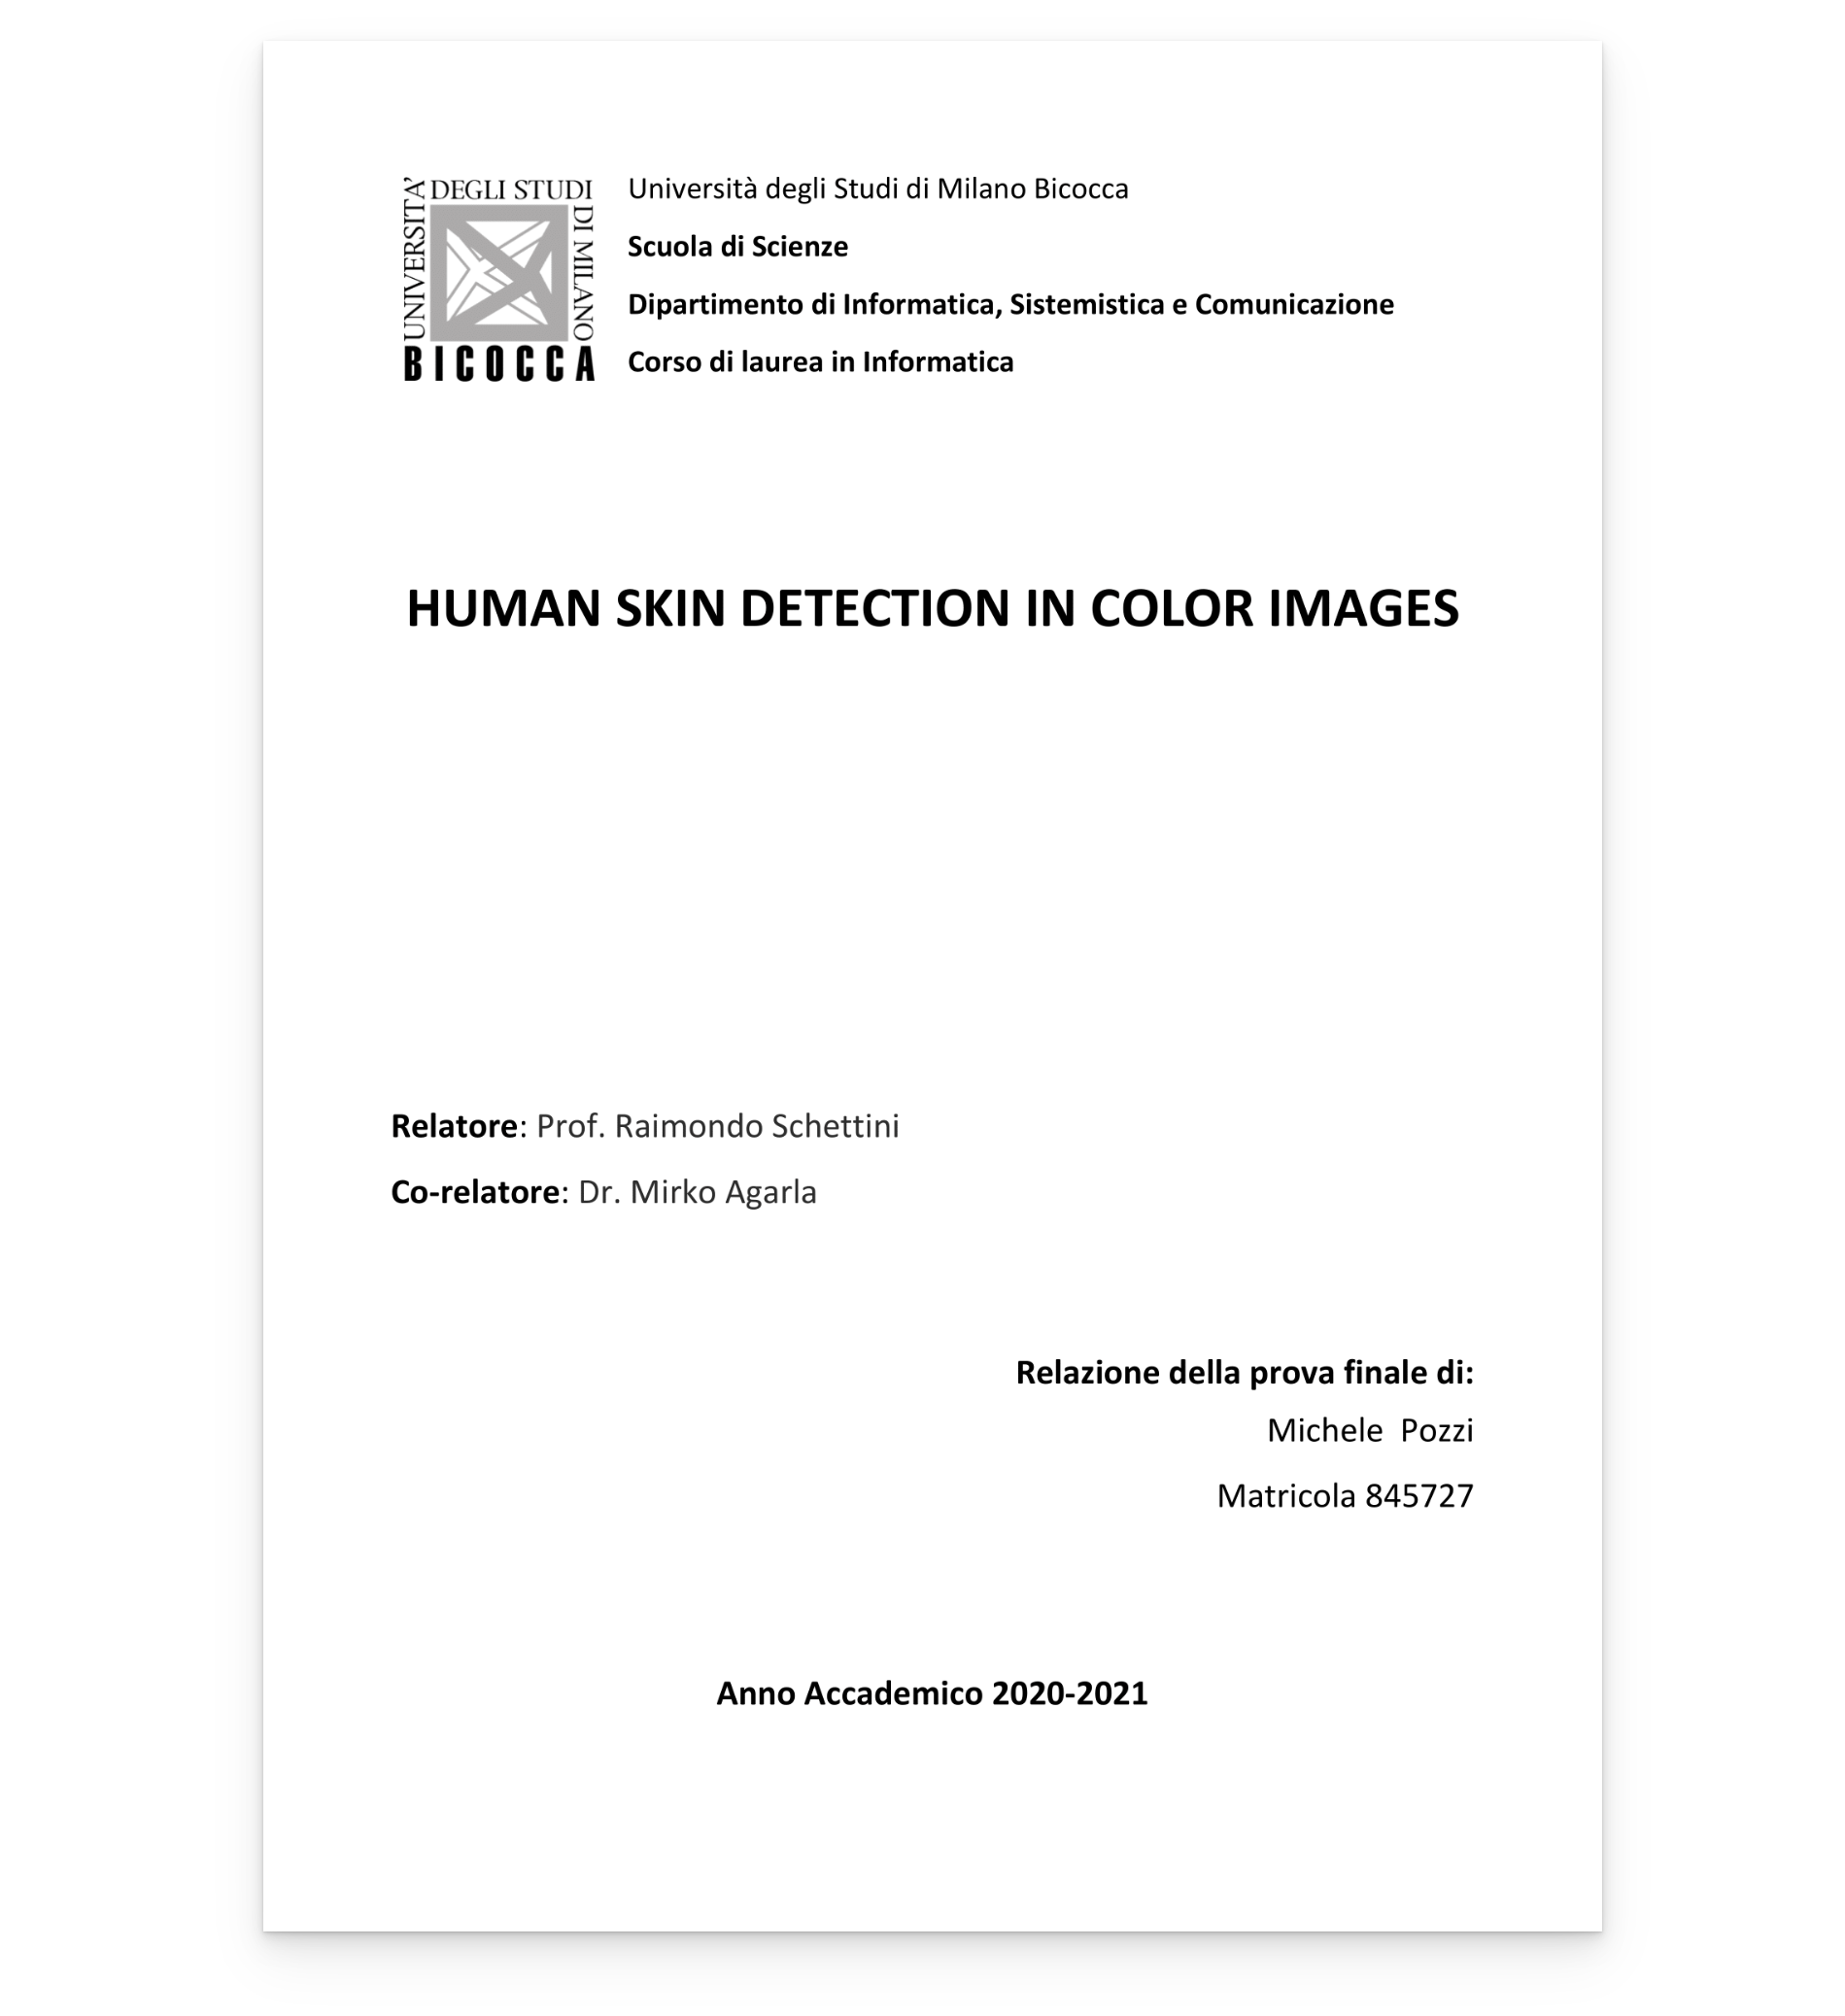 UNIVERSITA'
DEGLI STUDI
DI MILANO
BICOCCA
Università degli Studi di Milano Bicocca
Scuola di Scienze
Dipartimento di Informatica, Sistemistica e Comunicazione
Corso di laurea in Informatica
HUMAN SKIN DETECTION IN COLOR IMAGES
Relatore: Prof. Raimondo Schettini
Co-relatore: Dr. Mirko Agarla
Relazione della prova finale di:
Michele  Pozzi
Matricola 845727
Anno Accademico 2020-2021